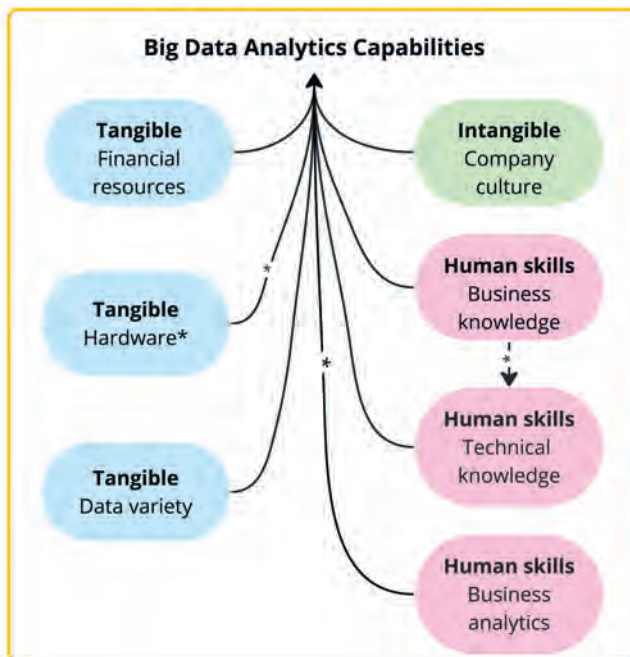 Big Data Analytics Capabilities
Tangible
Financial
resources
Intangible
Company
culture
*
Tangible
Hardware*
Human skills
Business
knowledge
*
*
Human skills
Technical
knowledge
Tangible
Data variety
Human skills
Business
analytics